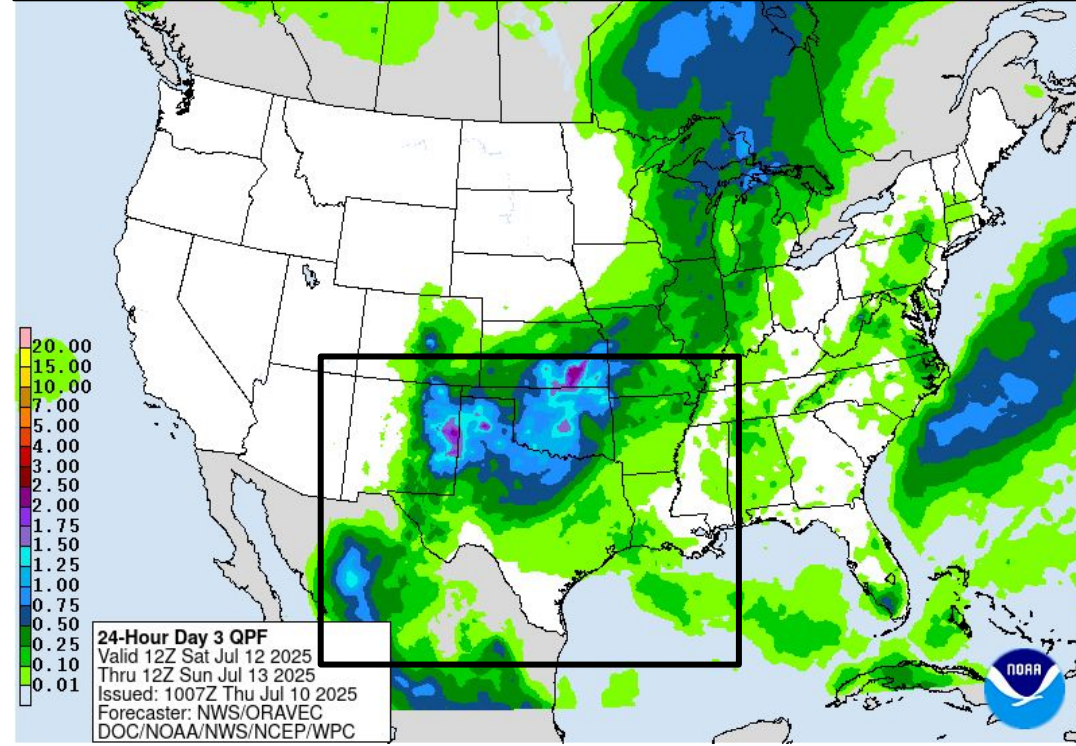 20.00
15.00
10.00
7.00
5.00
4.00
3.00
2.50
2.00
1.75
1.50
1.25
1.00
0.75
0.50
0.25
0.10
0.01
24-Hour Day 3 QPF
Valid 12Z Sat Jul 12 2025
Thru 12Z Sun Jul 13 2025
Issued: 1007Z Thu Jul 10 2025
Forecaster: NWS/ORAVEC
DOC/NOAA/NWS/NCEP/WPC
NOAA